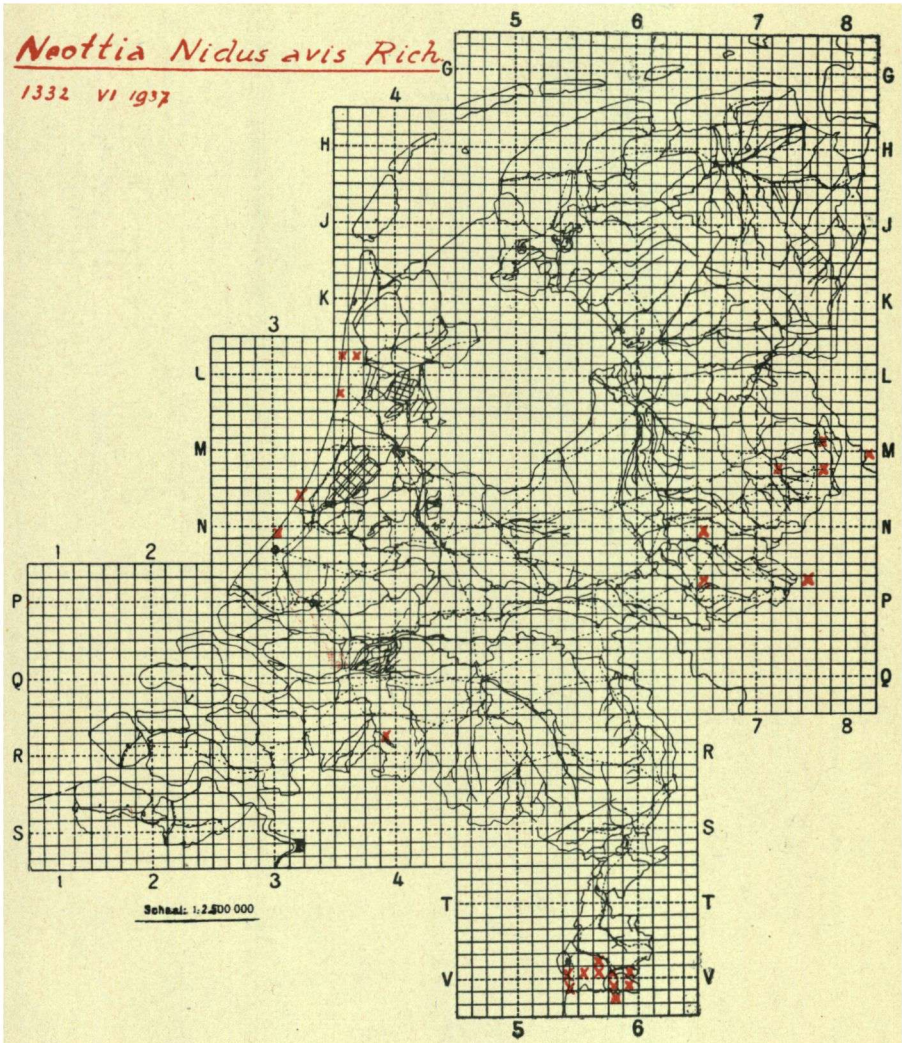 Neottia Nidus avis Rich.
1332 VI 1937
5 6 7 8
G G
4
H H
J J
K K
3
L L
M M
N N
1 2
P P
Q Q
7 8
R R
S S
1 2 3 4
Schaal: 1:2.500 000
T T
V V
5 6